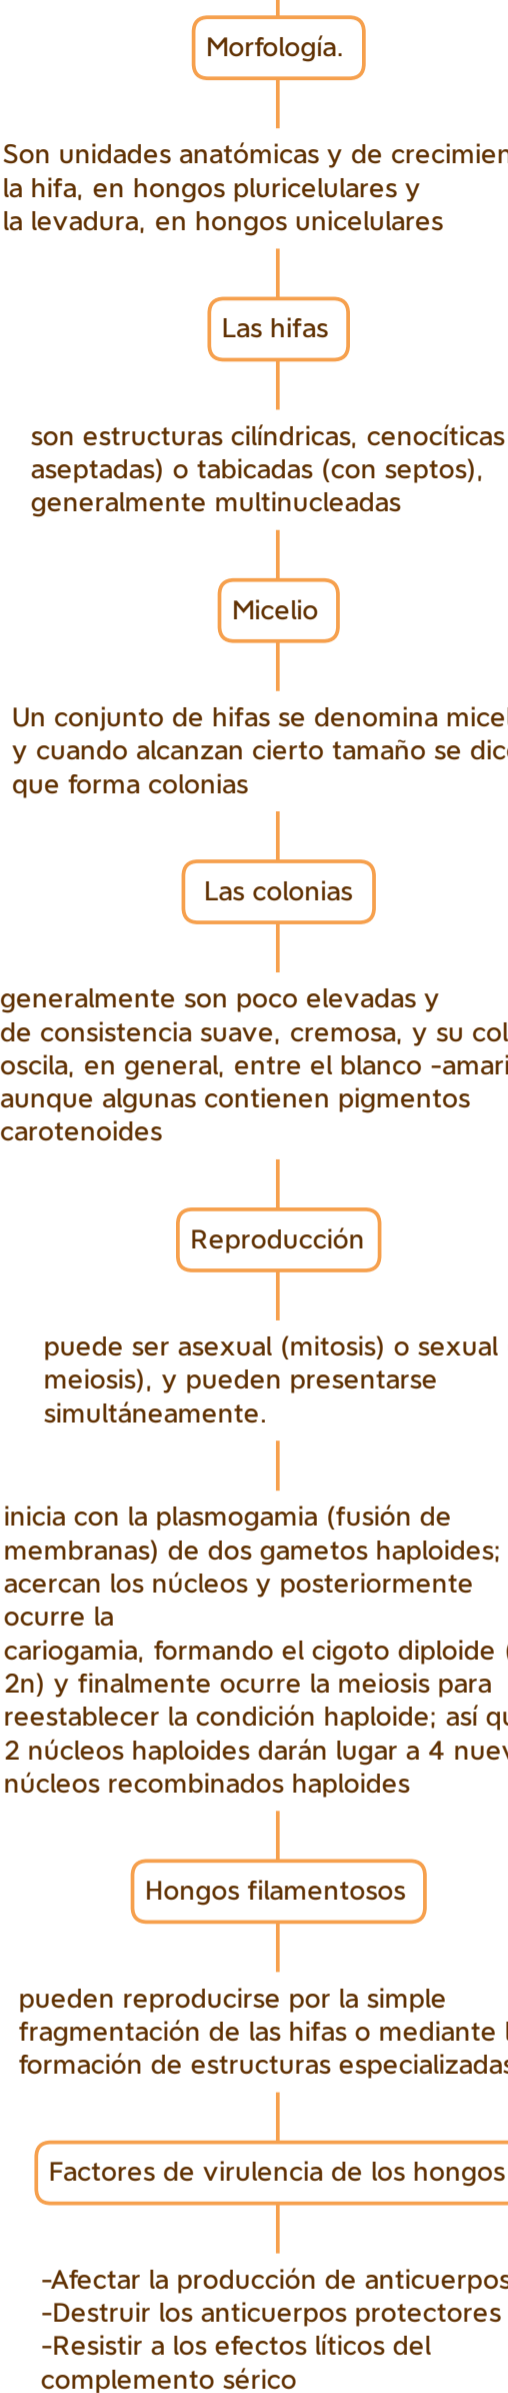 Morfología.
Son unidades anatómicas y de
la hifa, en hongos pluricelulares y
la levadura, en hongos unicelulares
Las hifas
son estructuras cilíndricas, cenocíticas
aseptadas) o tabicadas (con septos),
generalmente multinucleadas
Micelio
Un conjunto de hifas se denomina
y cuando alcanzan cierto tamaño se
que forma colonias
Las colonias
generalmente son poco elevadas y
de consistencia suave, cremosa, y su
oscila, en general, entre el blanco
aunque algunas contienen pigmentos
carotenoides
Reproducción
puede ser asexual (mitosis) o sexual
meiosis), y pueden presentarse
simultáneamente.
inicia con la plasmogamia (fusión de
membranas) de dos gametos haploides;
acercan los núcleos y posteriormente
ocurre la
cariogamia, formando el cigoto diploide
2n) y finalmente ocurre la meiosis para
reestablecer la condición haploide; así
2 núcleos haploides darán lugar a 4
núcleos recombinados haploides
Hongos filamentosos
pueden reproducirse por la simple
fragmentación de las hifas o mediante
formación de estructuras especializadas
Factores de virulencia de los hongos
-Afectar la producción de anticuerpos
-Destruir los anticuerpos protectores
-Resistir a los efectos líticos del
complemento sérico